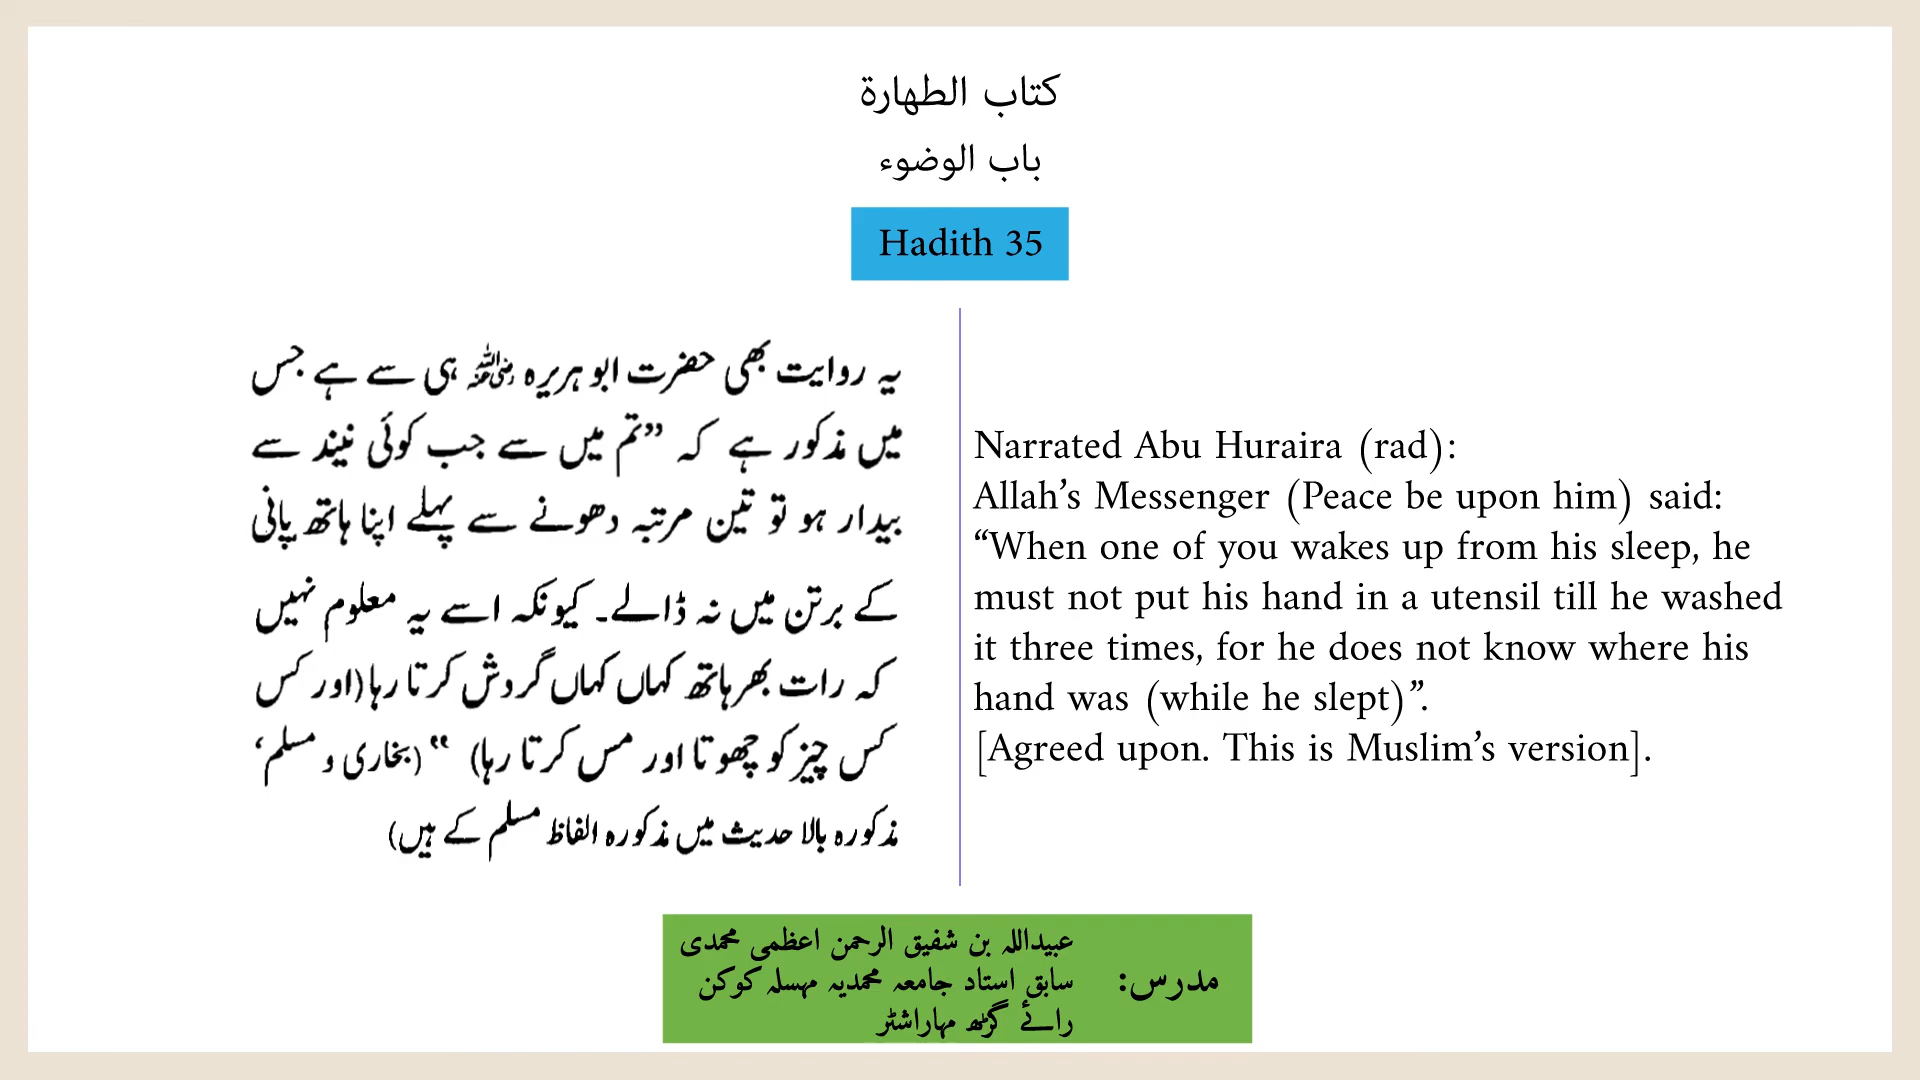 كتاب الطهارة
باب الوضوء
Hadith 35
یہ روایت بھی حضرت ابو ہریرہ رضی اللہ عنہ ہی سے ہے جس
میں مذکور ہے کہ ”تم میں سے جب کوئی نیند سے
بیدار ہو تو تین مرتبہ دھونے سے پہلے اپنا ہاتھ پانی
کے برتن میں نہ ڈالے۔ کیونکہ اسے یہ معلوم نہیں
کہ رات بھر ہاتھ کہاں کہاں گردش کرتا رہا (اور کس
کس چیز کو چھوتا اور مس کرتا رہا) “ (بخاری و مسلم‘
مذکورہ بالا حدیث میں مذکورہ الفاظ مسلم کے ہیں)
Narrated Abu Huraira (rad):
Allah’s Messenger (Peace be upon him) said:
“When one of you wakes up from his sleep, he
must not put his hand in a utensil till he washed
it three times, for he does not know where his
hand was (while he slept)”.
[Agreed upon. This is Muslim’s version].
مدرس:
عبیداللہ بن شفیق الرحمن اعظمی محمدی
سابق استاد جامعہ محمدیہ مہسلہ کوکن
رائے گڑھ مہاراشٹر